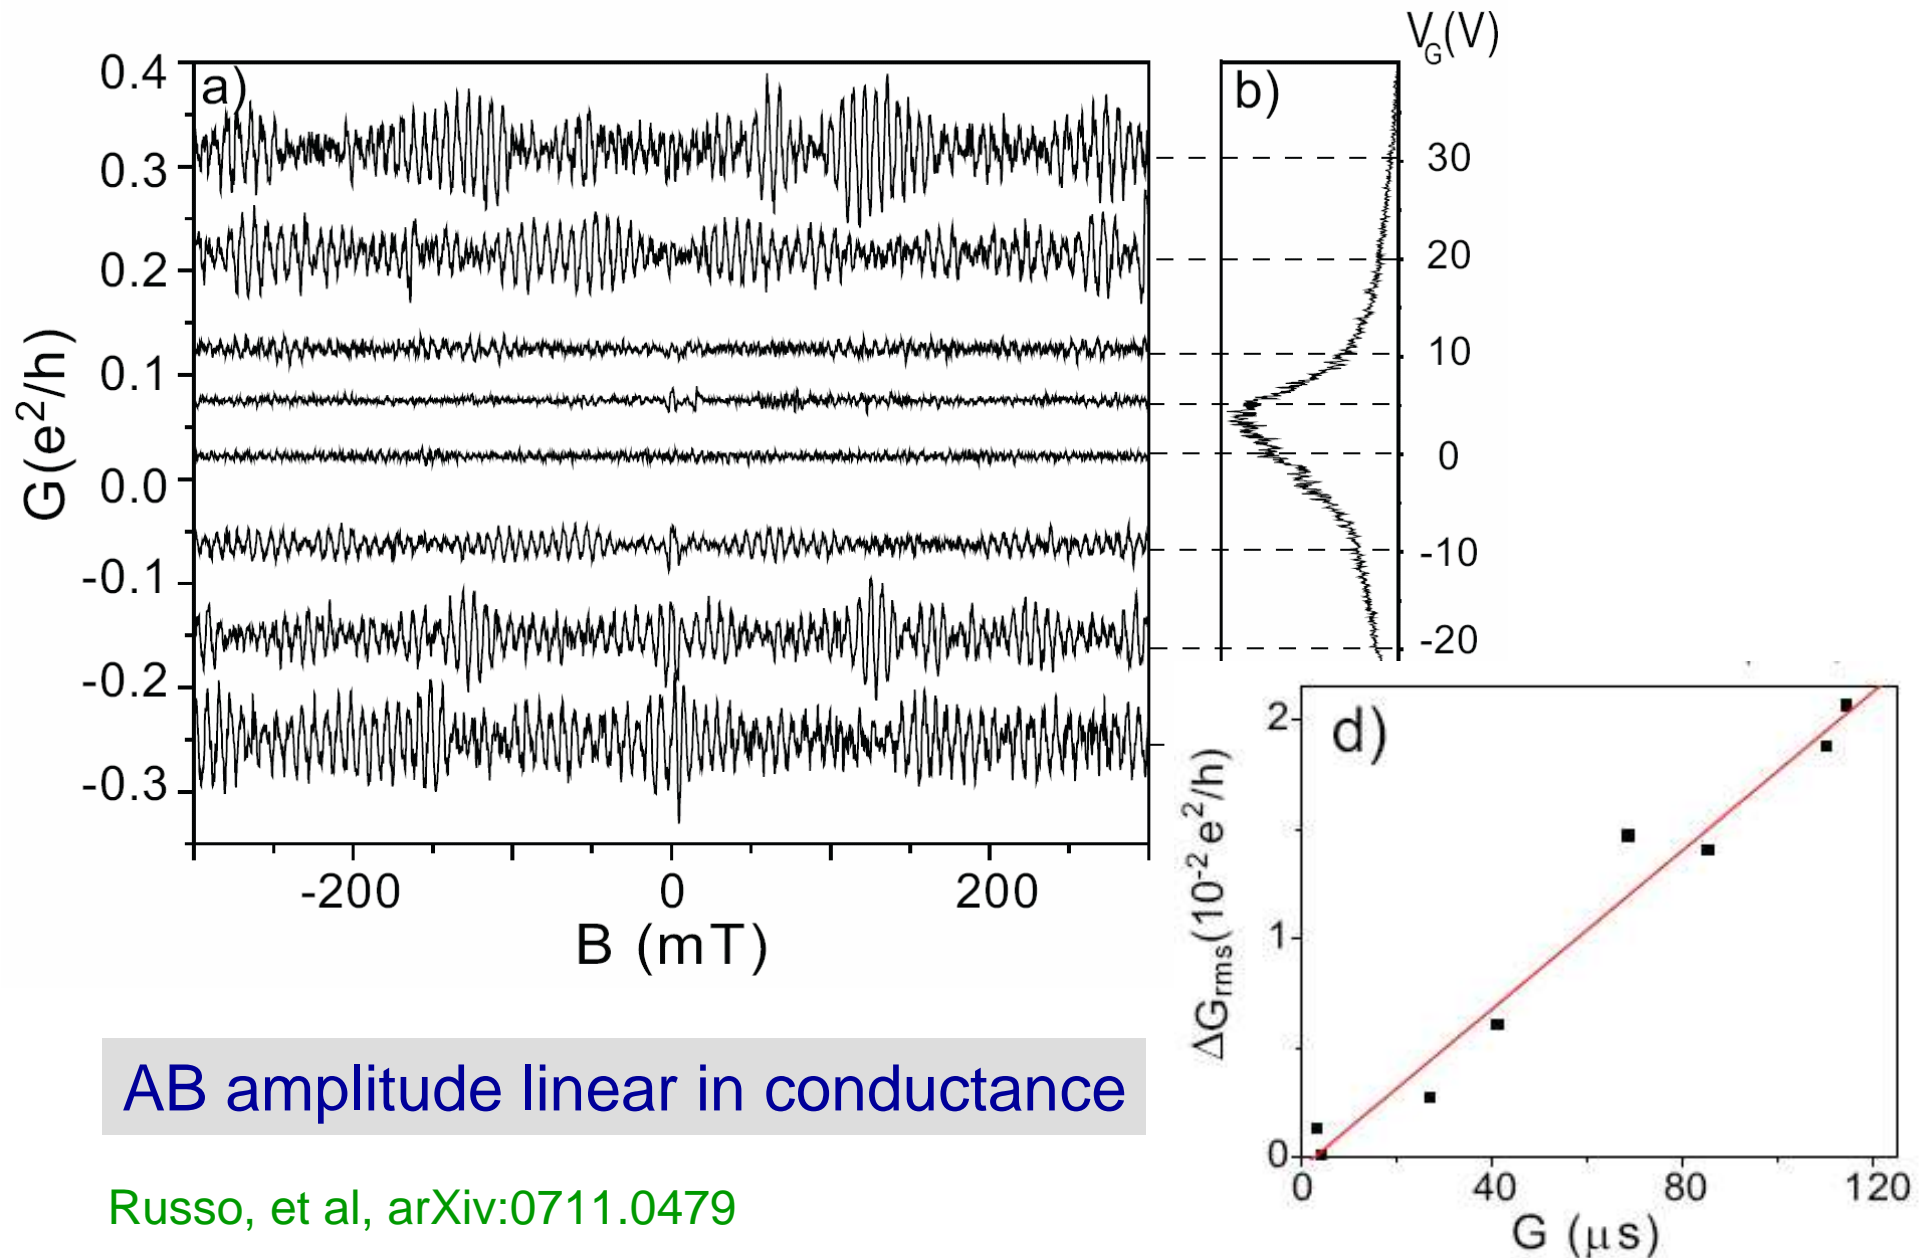 V_G(V)
a)
b)
0.4
0.3
0.2
0.1
0.0
-0.1
-0.2
-0.3
G(e²/h)
30
20
10
0
-10
-20
-200
0
200
B (mT)
d)
2
1
0
ΔG_rms(10⁻² e²/h)
0
40
80
120
G (μs)
AB amplitude linear in conductance
Russo, et al, arXiv:0711.0479